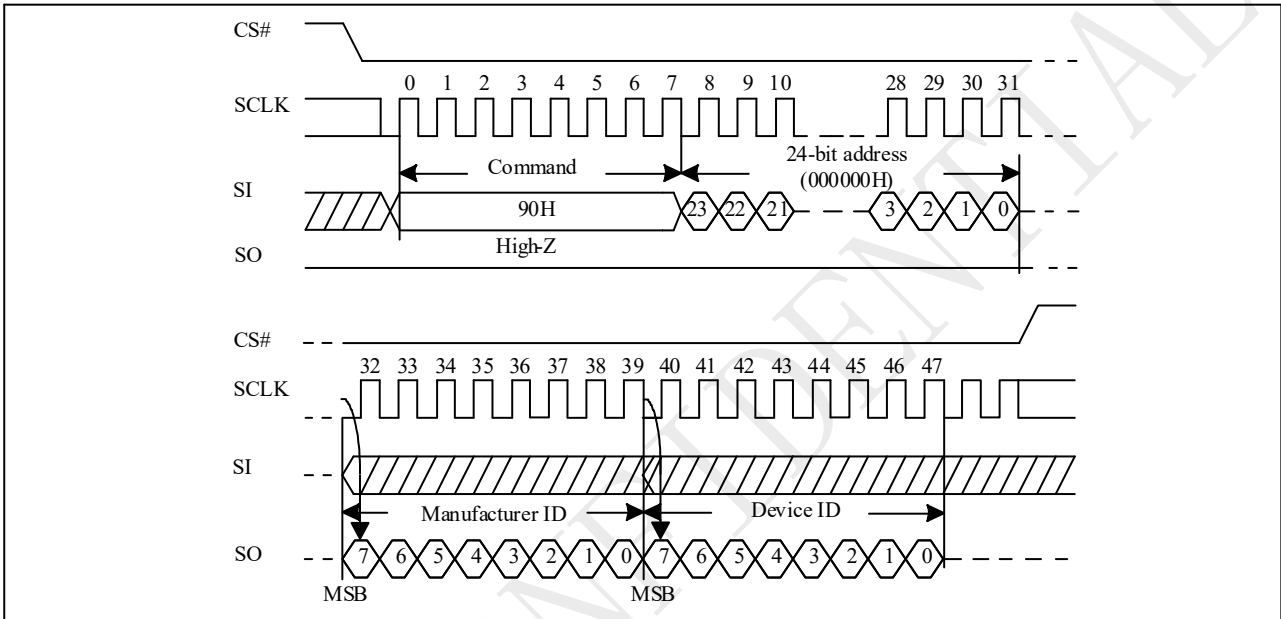 CS#
0 1 2 3 4 5 6 7 8 9 10 28 29 30 31
SCLK
Command
24-bit address
(000000H)
SI
90H
23 22 21 3 2 1 0
High-Z
SO
CS#
32 33 34 35 36 37 38 39 40 41 42 43 44 45 46 47
SCLK
SI
Manufacturer ID Device ID
SO
7 6 5 4 3 2 1 0 7 6 5 4 3 2 1 0
MSB MSB
NFIDENTIAL